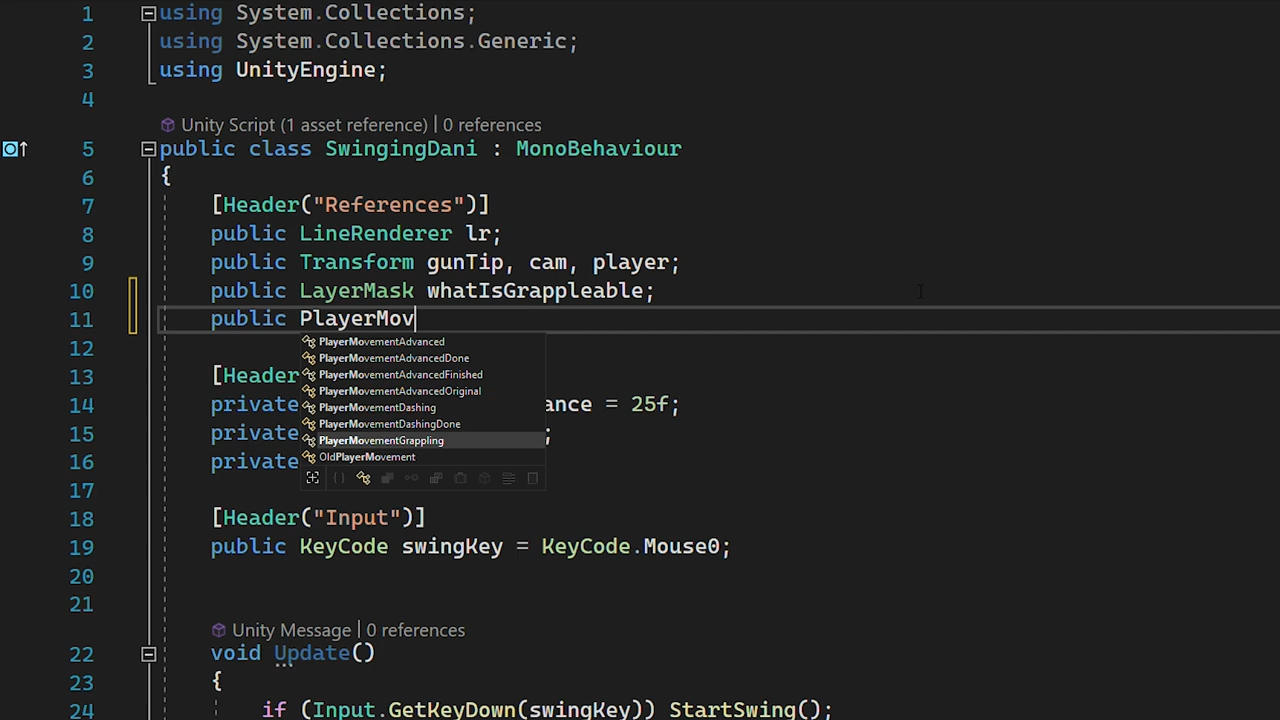 1 using System.Collections;
2 using System.Collections.Generic;
3 using UnityEngine;
4
Unity Script (1 asset reference) | 0 references
5 public class SwingingDani : MonoBehaviour
6 {
7 [Header("References")]
8 public LineRenderer lr;
9 public Transform gunTip, cam, player;
10 public LayerMask whatIsGrappleable;
11 public PlayerMov
12
PlayerMovementAdvanced
PlayerMovementAdvancedDone
13 [Header
PlayerMovementAdvancedFinished
PlayerMovementAdvancedOriginal
14 private ance = 25f;
PlayerMovementDashing
PlayerMovementDashingDone
15 private ;
PlayerMovementGrappling
OldPlayerMovement
16 private
17
18 [Header("Input")]
19 public KeyCode swingKey = KeyCode.Mouse0;
20
21
Unity Message | 0 references
22 void Update()
23 {
24 if (Input.GetKeyDown(swingKey)) StartSwing();